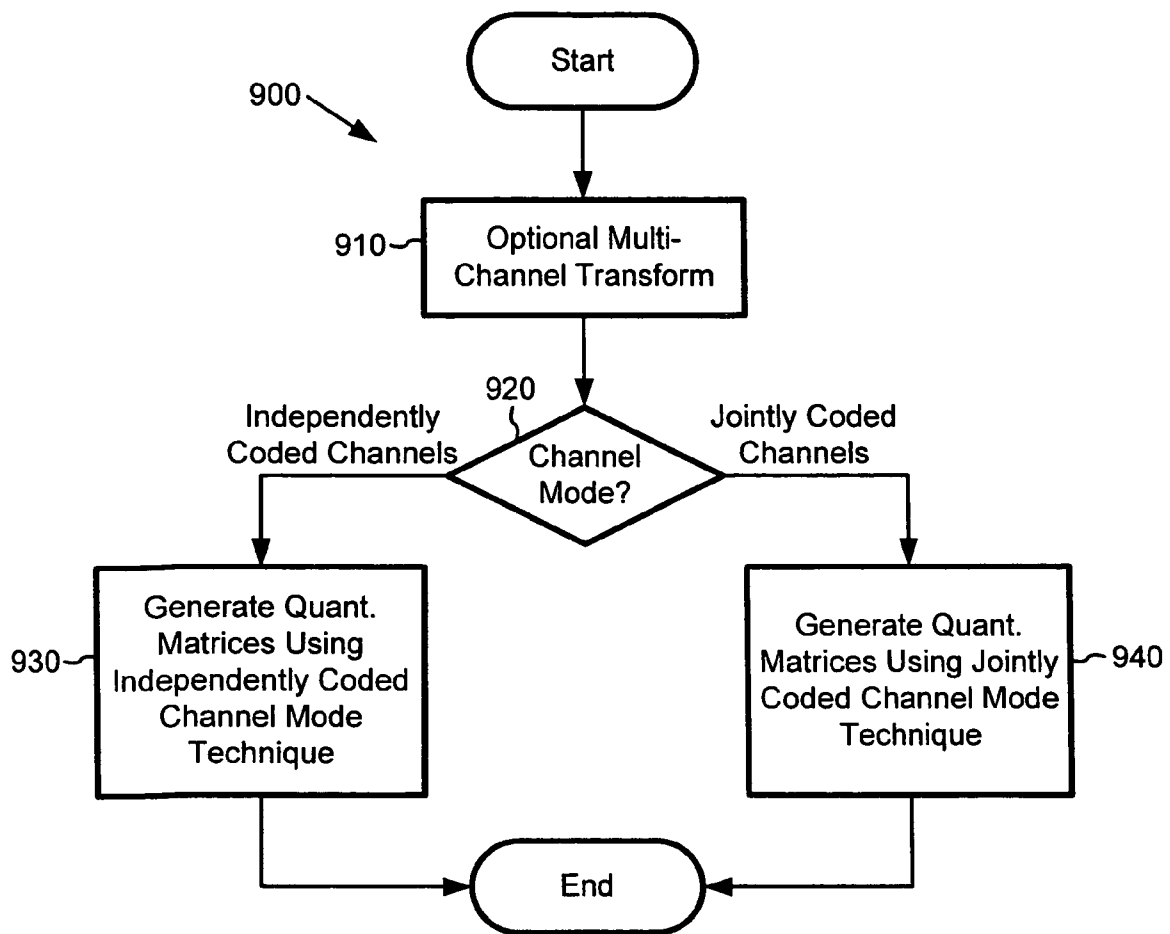 Start
900
910
Optional Multi-
Channel Transform
920
Independently
Coded Channels
Channel
Mode?
Jointly Coded
Channels
930
Generate Quant.
Matrices Using
Independently Coded
Channel Mode
Technique
Generate Quant.
Matrices Using Jointly
Coded Channel Mode
Technique
940
End